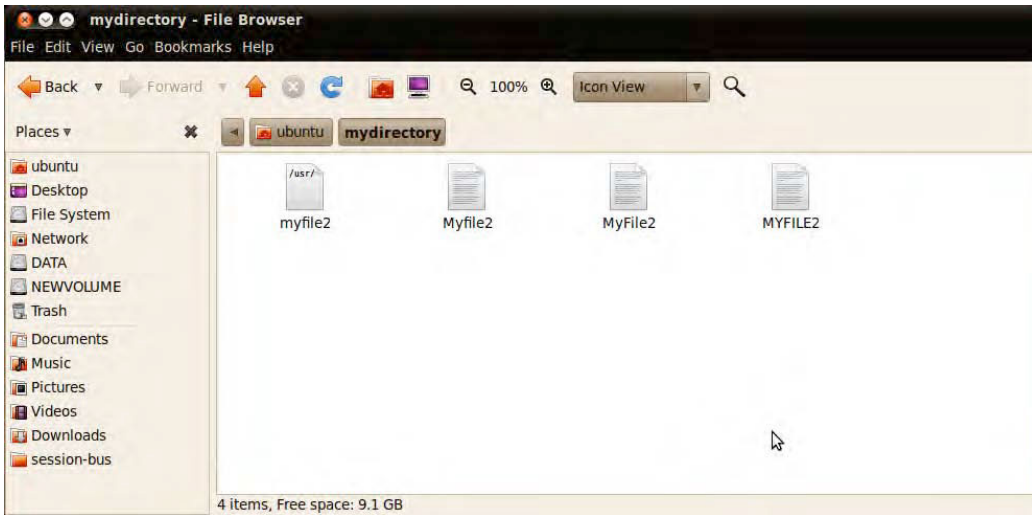 mydirectory - File Browser
File Edit View Go Bookmarks Help
Back Forward 100% Icon View
Places ubuntu mydirectory
ubuntu
Desktop
File System
Network
DATA
NEWVOLUME
Trash
Documents
Music
Pictures
Videos
Downloads
session-bus
/usr/
myfile2 Myfile2 MyFile2 MYFILE2
4 items, Free space: 9.1 GB